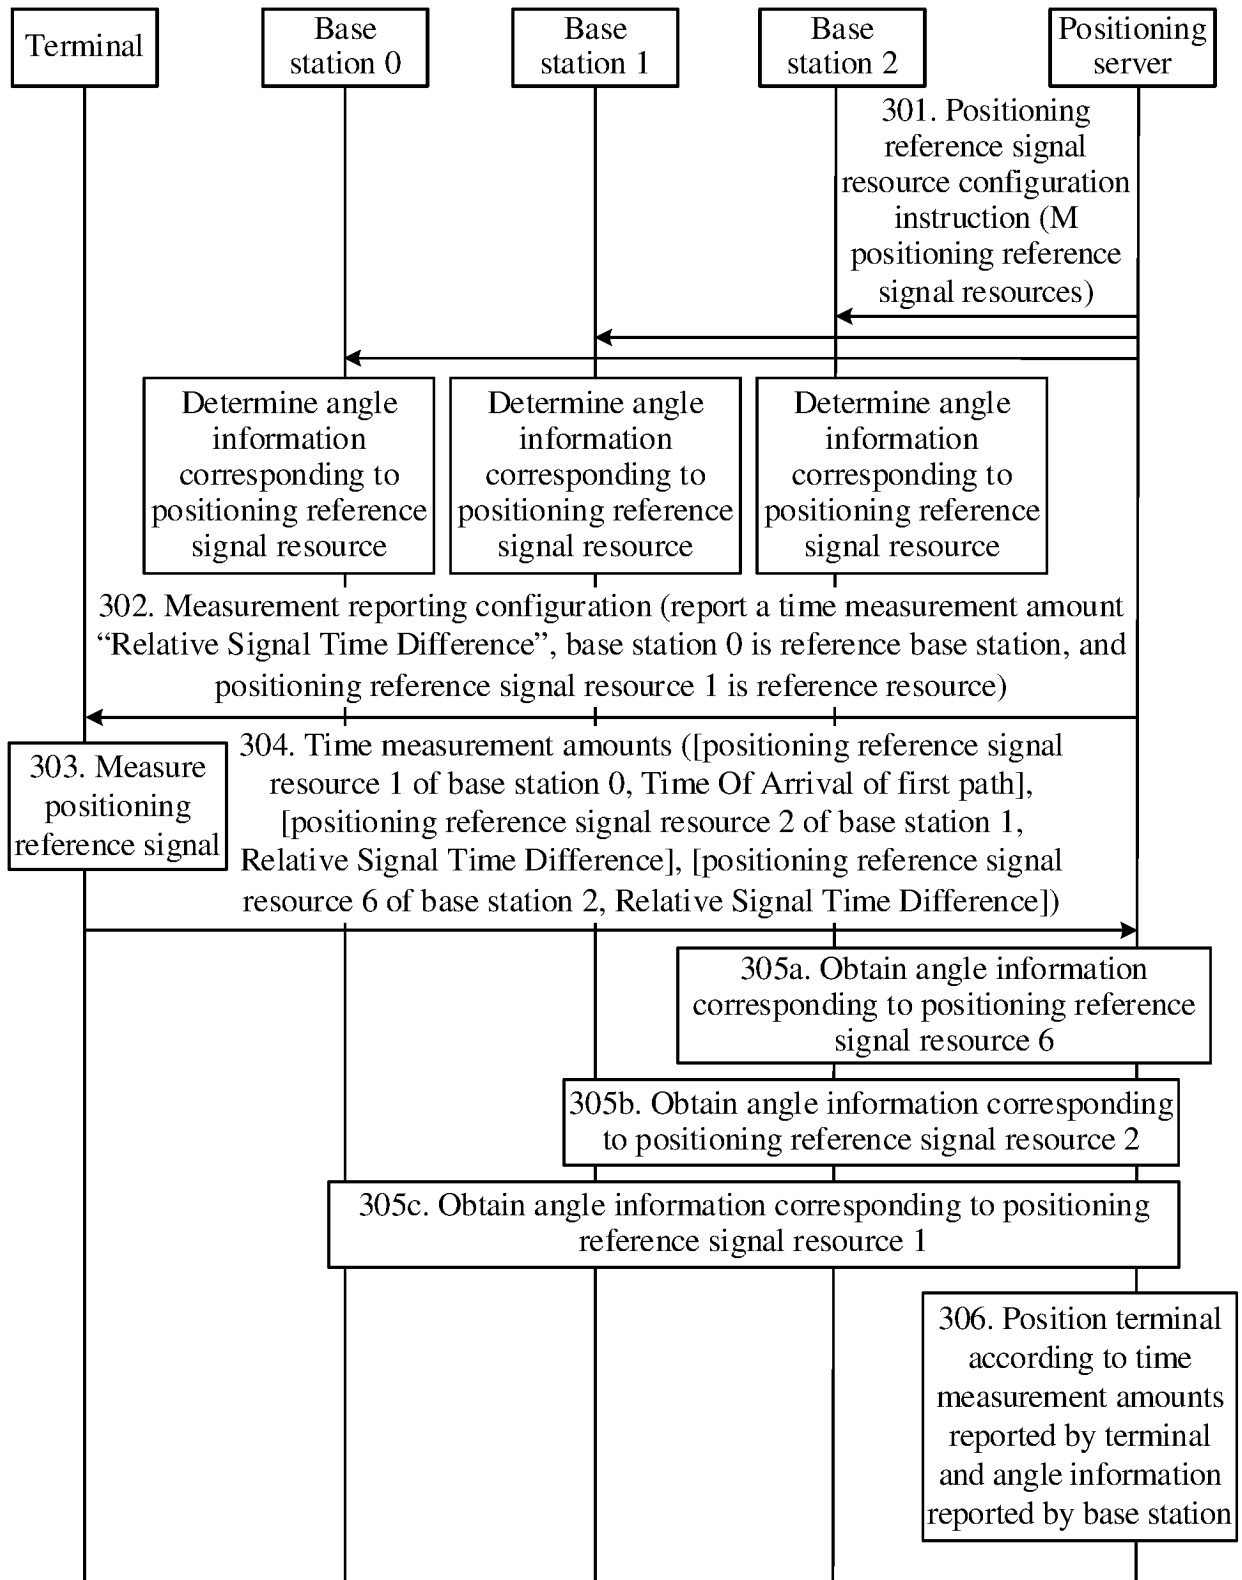 Terminal
Base
station 0
Base
station 1
Base
station 2
Positioning
server
301. Positioning
reference signal
resource configuration
instruction (M
positioning reference
signal resources)
Determine angle
information
corresponding to
positioning reference
signal resource
Determine angle
information
corresponding to
positioning reference
signal resource
Determine angle
information
corresponding to
positioning reference
signal resource
302. Measurement reporting configuration (report a time measurement amount
“Relative Signal Time Difference”, base station 0 is reference base station, and
positioning reference signal resource 1 is reference resource)
303. Measure
positioning
reference signal
304. Time measurement amounts ([positioning reference signal
resource 1 of base station 0, Time Of Arrival of first path],
[positioning reference signal resource 2 of base station 1,
Relative Signal Time Difference], [positioning reference signal
resource 6 of base station 2, Relative Signal Time Difference])
305a. Obtain angle information
corresponding to positioning reference
signal resource 6
305b. Obtain angle information corresponding
to positioning reference signal resource 2
305c. Obtain angle information corresponding to positioning
reference signal resource 1
306. Position terminal
according to time
measurement amounts
reported by terminal
and angle information
reported by base station